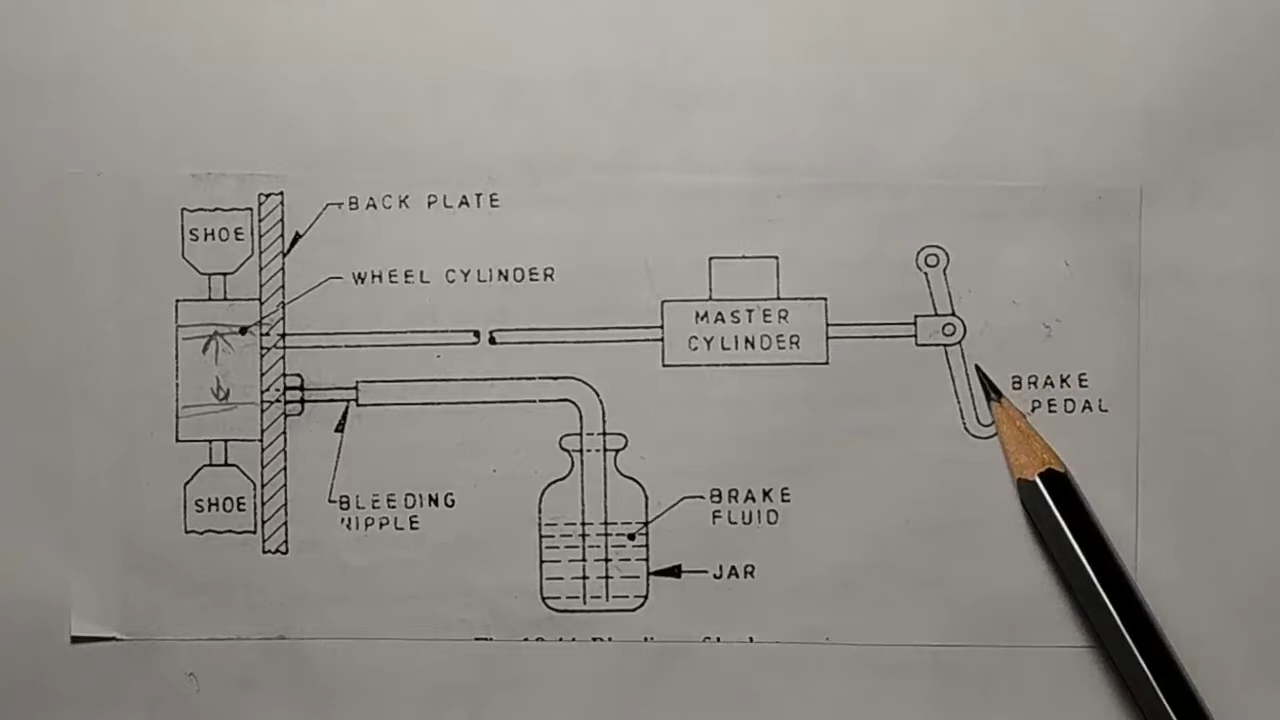 BACK PLATE
SHOE
WHEEL CYLINDER
MASTER
CYLINDER
BRAKE
PEDAL
SHOE
BLEEDING
NIPPLE
BRAKE
FLUID
JAR